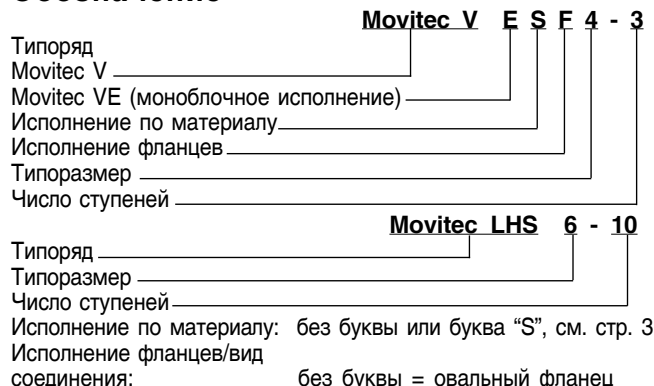 Movitec V E S F 4 - 3
Типоряд
Movitec V
Movitec VE (моноблочное исполнение)
Исполнение по материалу
Исполнение фланцев
Типоразмер
Число ступеней
Movitec LHS 6 - 10
Типоряд
Типоразмер
Число ступеней
Исполнение по материалу: без буквы или буква “S”, см. стр. 3
Исполнение фланцев/вид
соединения: без буквы = овальный фланец